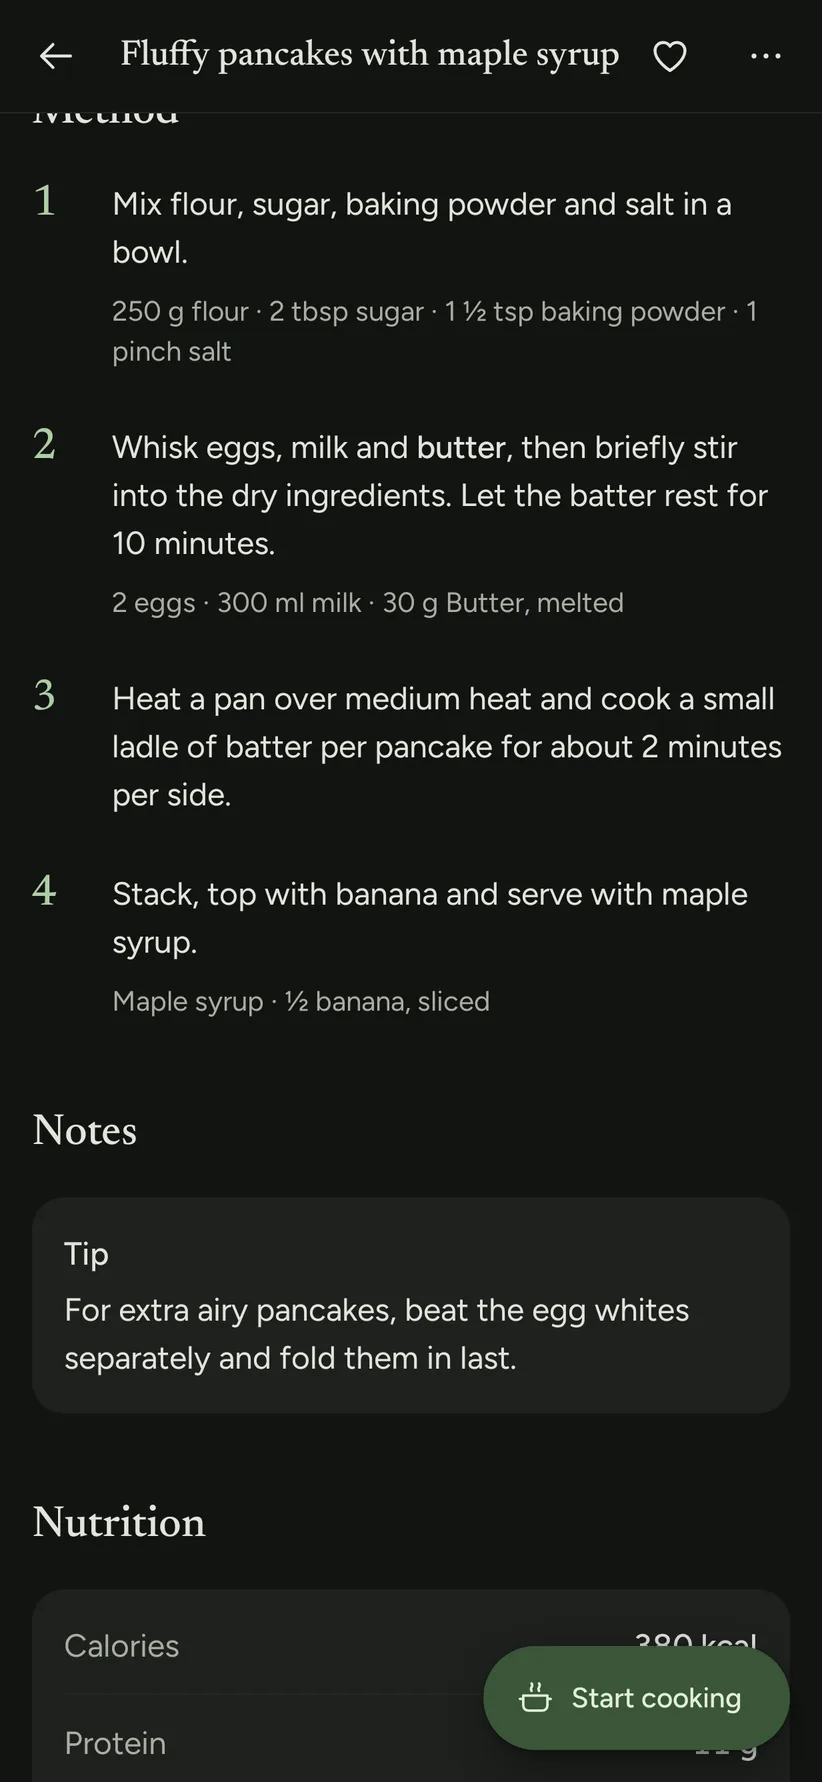 Fluffy pancakes with maple syrup
Method
1
Mix flour, sugar, baking powder and salt in a
bowl.
250 g flour · 2 tbsp sugar · 1 ½ tsp baking powder · 1
pinch salt
2
Whisk eggs, milk and butter, then briefly stir
into the dry ingredients. Let the batter rest for
10 minutes.
2 eggs · 300 ml milk · 30 g Butter, melted
3
Heat a pan over medium heat and cook a small
ladle of batter per pancake for about 2 minutes
per side.
4
Stack, top with banana and serve with maple
syrup.
Maple syrup · ½ banana, sliced
Notes
Tip
For extra airy pancakes, beat the egg whites
separately and fold them in last.
Nutrition
Calories
380 kcal
Start cooking
Protein
g